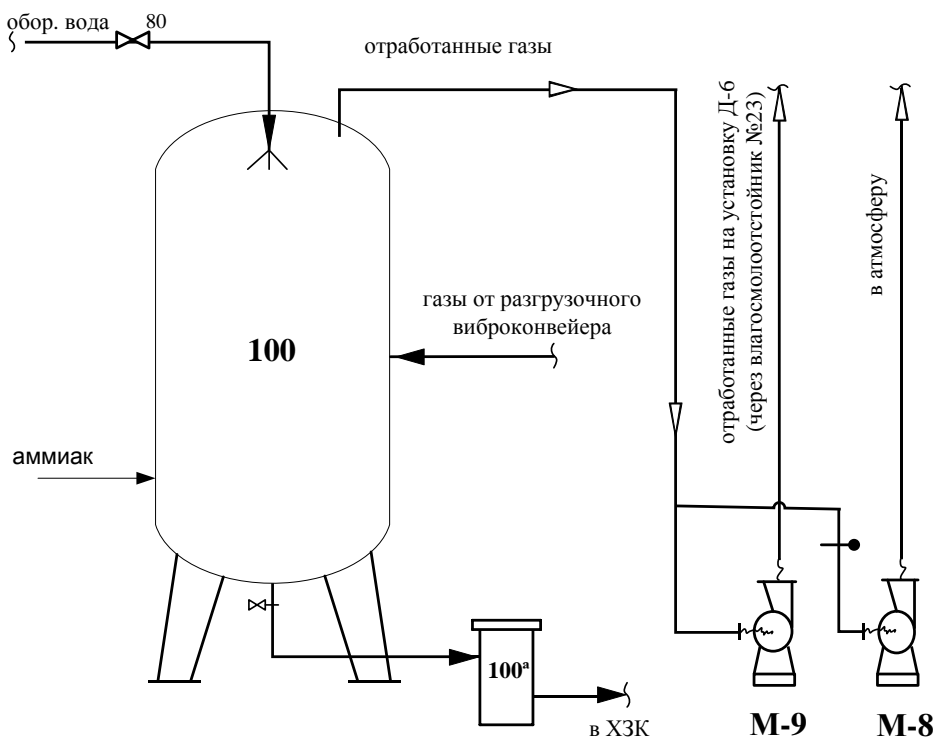 обор. вода
80
отработанные газы
отработанные газы на установку Д-6
(через влагосмолоотстойник №23)
в атмосферу
газы от разгрузочного
виброконвейера
100
аммиак
100ª
в ХЗК
М-9
М-8